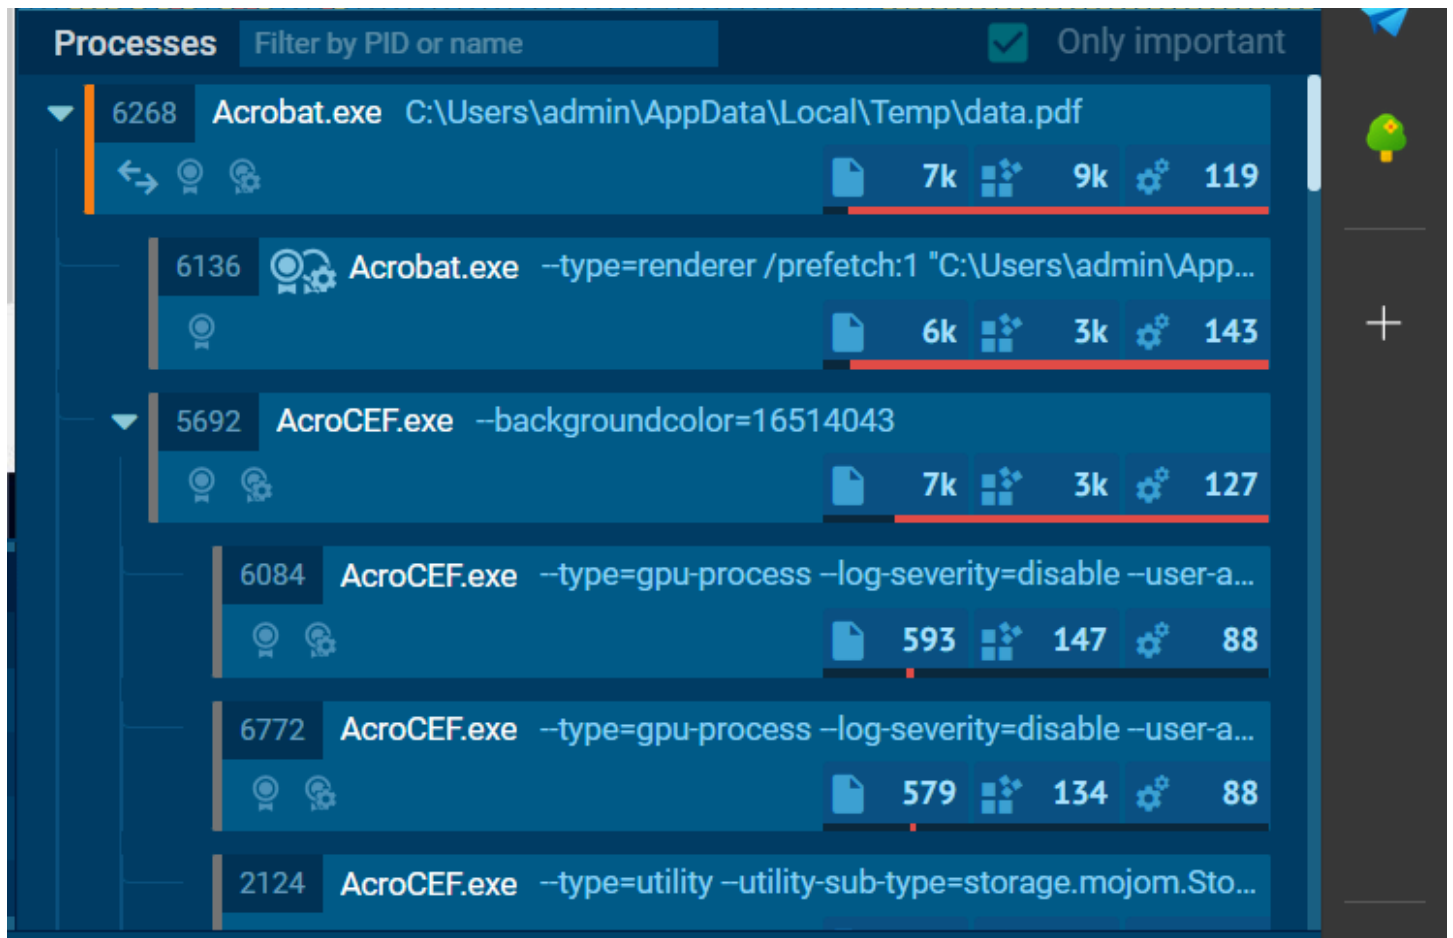 Processes Filter by PID or name Only important
6268 Acrobat.exe C:\Users\admin\AppData\Local\Temp\data.pdf
7k 9k 119
6136 Acrobat.exe --type=renderer /prefetch:1 "C:\Users\admin\App...
6k 3k 143
5692 AcroCEF.exe --backgroundcolor=16514043
7k 3k 127
6084 AcroCEF.exe --type=gpu-process --log-severity=disable --user-a...
593 147 88
6772 AcroCEF.exe --type=gpu-process --log-severity=disable --user-a...
579 134 88
2124 AcroCEF.exe --type=utility --utility-sub-type=storage.mojom.Sto...